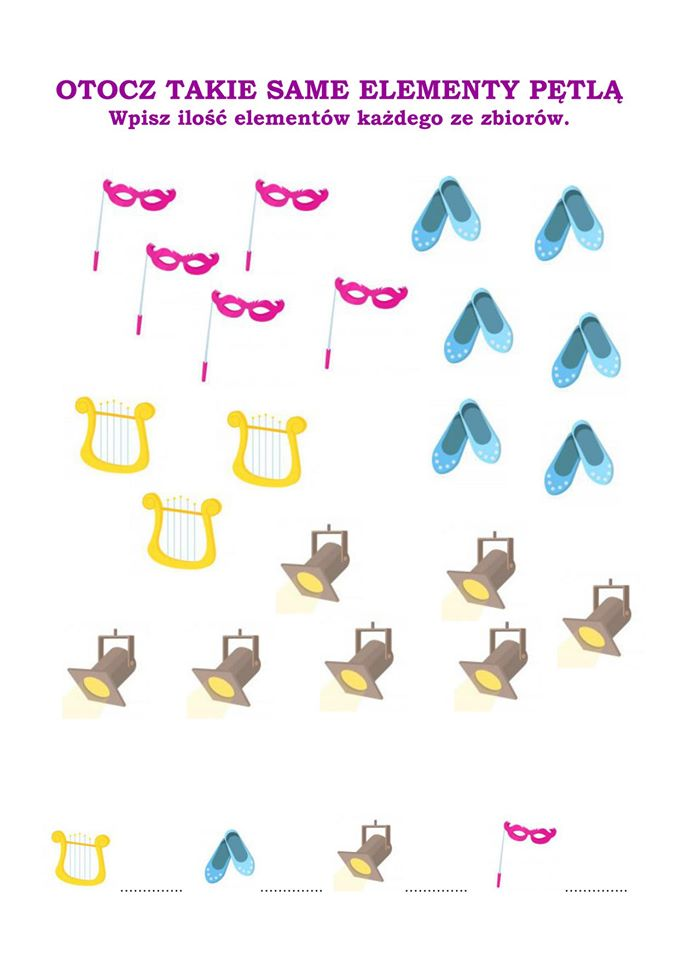 OTOCZ TAKIE SAME ELEMENTY PĘTLĄ
Wpisz ilość elementów każdego ze zbiorów.
.............. .............. .............. ..............